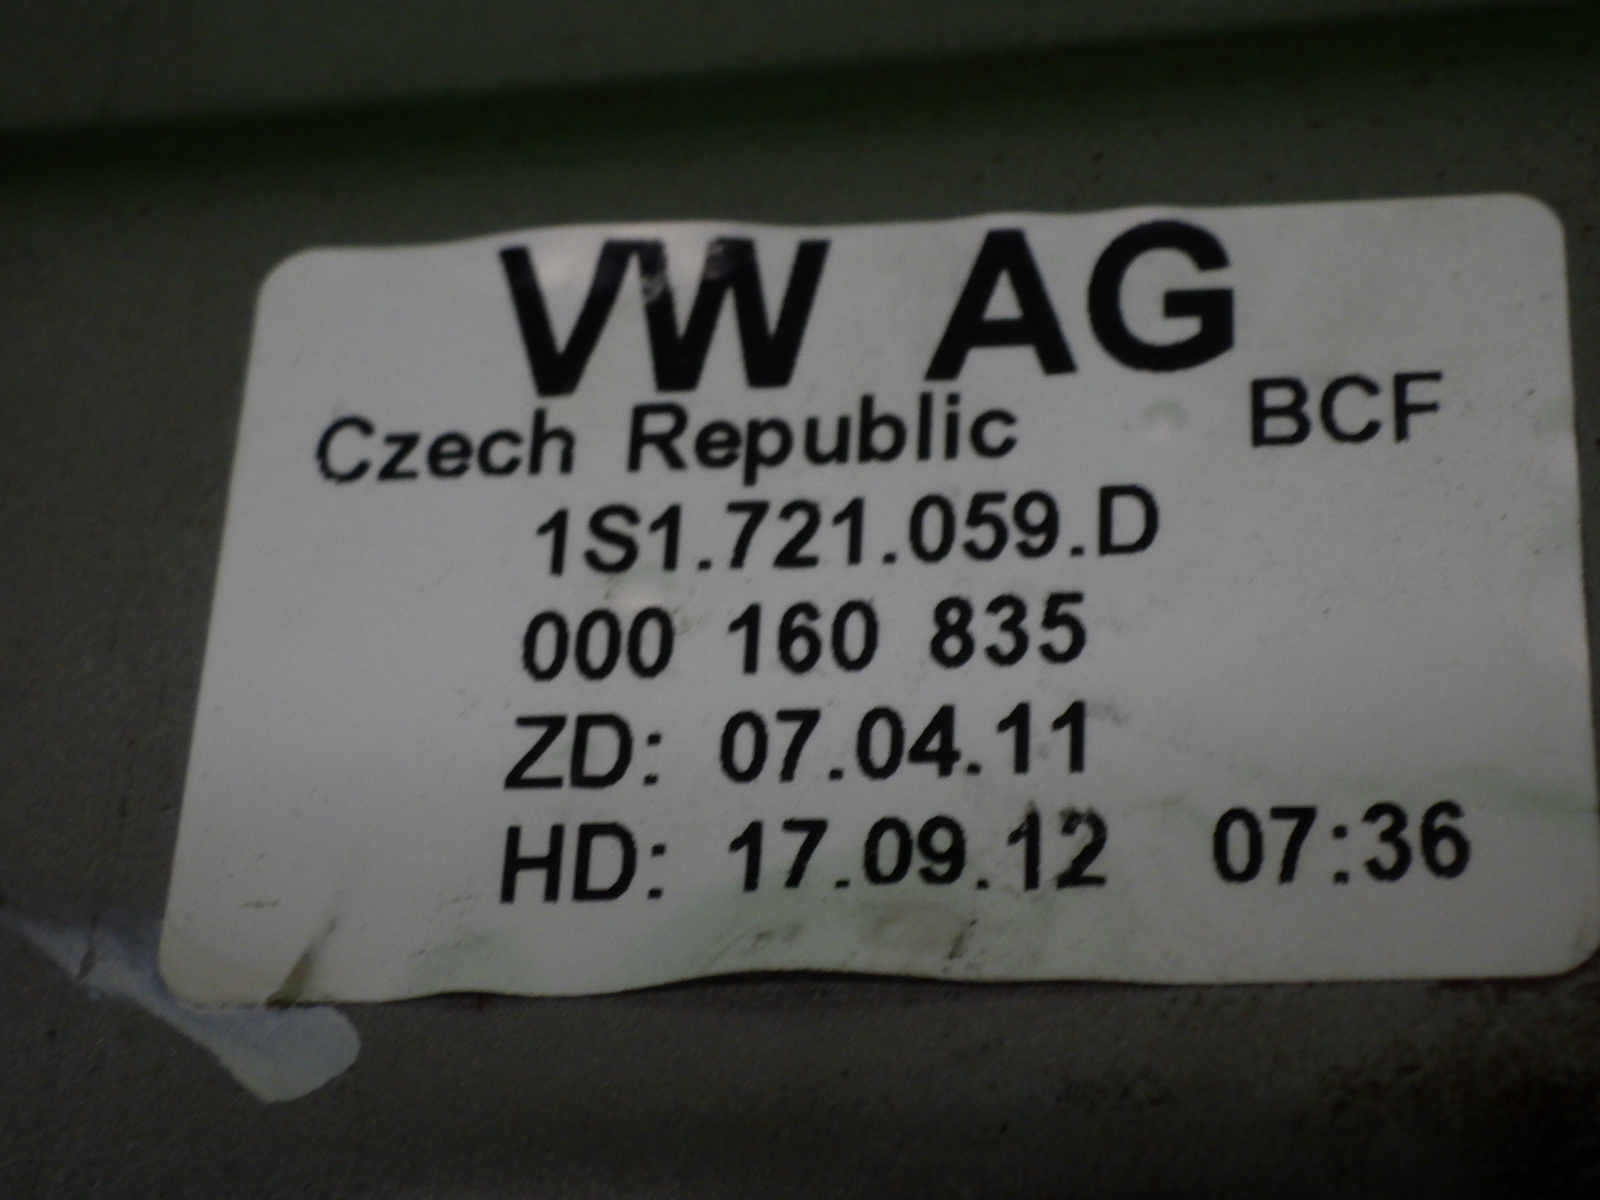 VW AG
Czech Republic BCF
1S1.721.059.D
000 160 835
ZD: 07.04.11
HD: 17.09.12 07:36